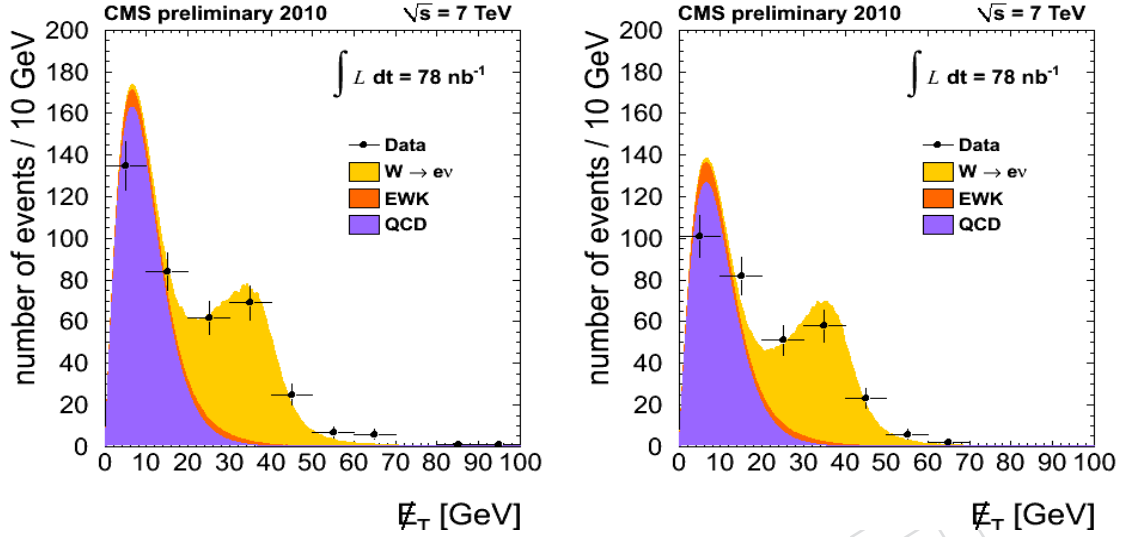 CMS preliminary 2010 √s = 7 TeV
number of events / 10 GeV
200
180
160
140
120
100
80
60
40
20
0
∫ L dt = 78 nb⁻¹
Data
W → eν
EWK
QCD
0 10 20 30 40 50 60 70 80 90 100
E̸_T [GeV]
CMS preliminary 2010 √s = 7 TeV
number of events / 10 GeV
200
180
160
140
120
100
80
60
40
20
0
∫ L dt = 78 nb⁻¹
Data
W → eν
EWK
QCD
0 10 20 30 40 50 60 70 80 90 100
E̸_T [GeV]